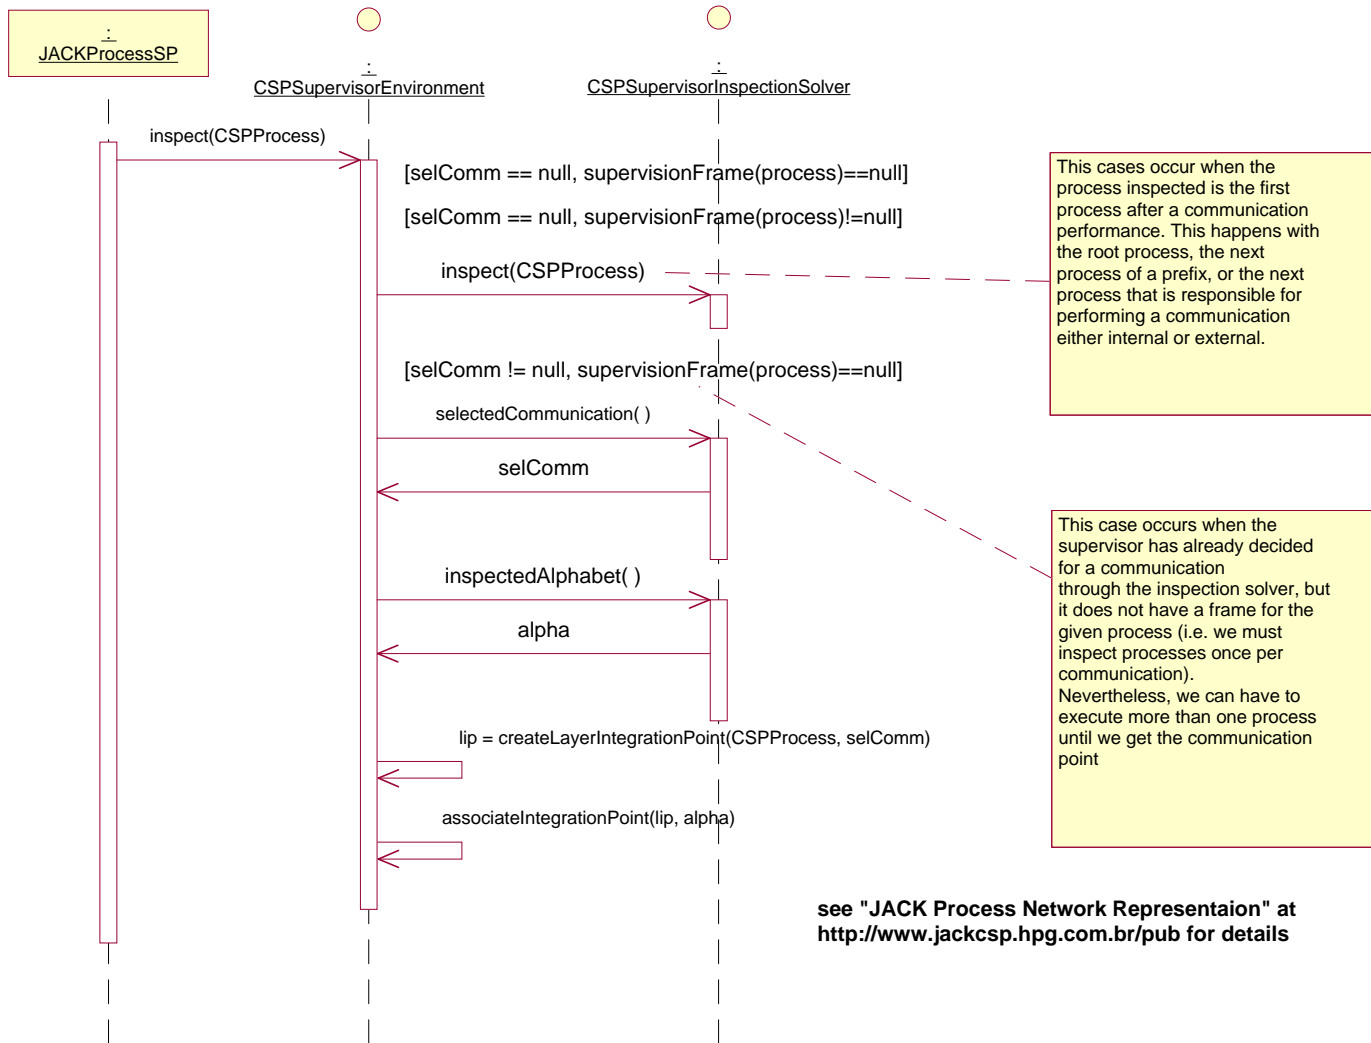 :
JACKProcessSP
:
CSPSupervisorEnvironment
:
CSPSupervisorInspectionSolver
inspect(CSPProcess)
[selComm == null, supervisionFrame(process)==null]
[selComm == null, supervisionFrame(process)!=null]
inspect(CSPProcess)
This cases occur when the
process inspected is the first
process after a communication
performance. This happens with
the root process, the next
process of a prefix, or the next
process that is responsible for
performing a communication
either internal or external.
[selComm != null, supervisionFrame(process)==null]
selectedCommunication( )
selComm
inspectedAlphabet( )
alpha
This case occurs when the
supervisor has already decided
for a communication
through the inspection solver, but
it does not have a frame for the
given process (i.e. we must
inspect processes once per
communication).
Nevertheless, we can have to
execute more than one process
until we get the communication
point
lip = createLayerIntegrationPoint(CSPProcess, selComm)
associateIntegrationPoint(lip, alpha)
see "JACK Process Network Representaion" at
http://www.jackcsp.hpg.com.br/pub for details